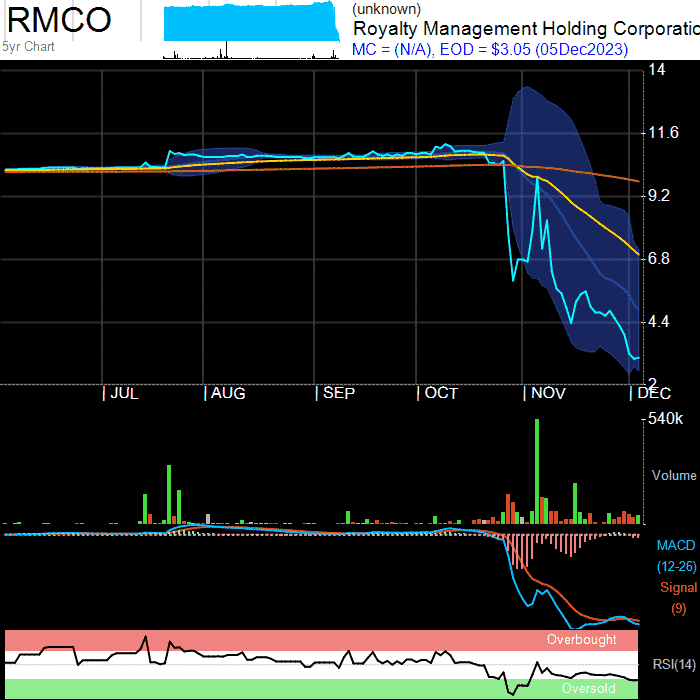 RMCO
5yr Chart
(unknown)
Royalty Management Holding Corporatio
MC = (N/A), EOD = $3.05 (05Dec2023)
14
11.6
9.2
6.8
4.4
2
JUL AUG SEP OCT NOV DEC
540k
Volume
MACD
(12-26)
Signal
(9)
Overbought
RSI(14)
Oversold